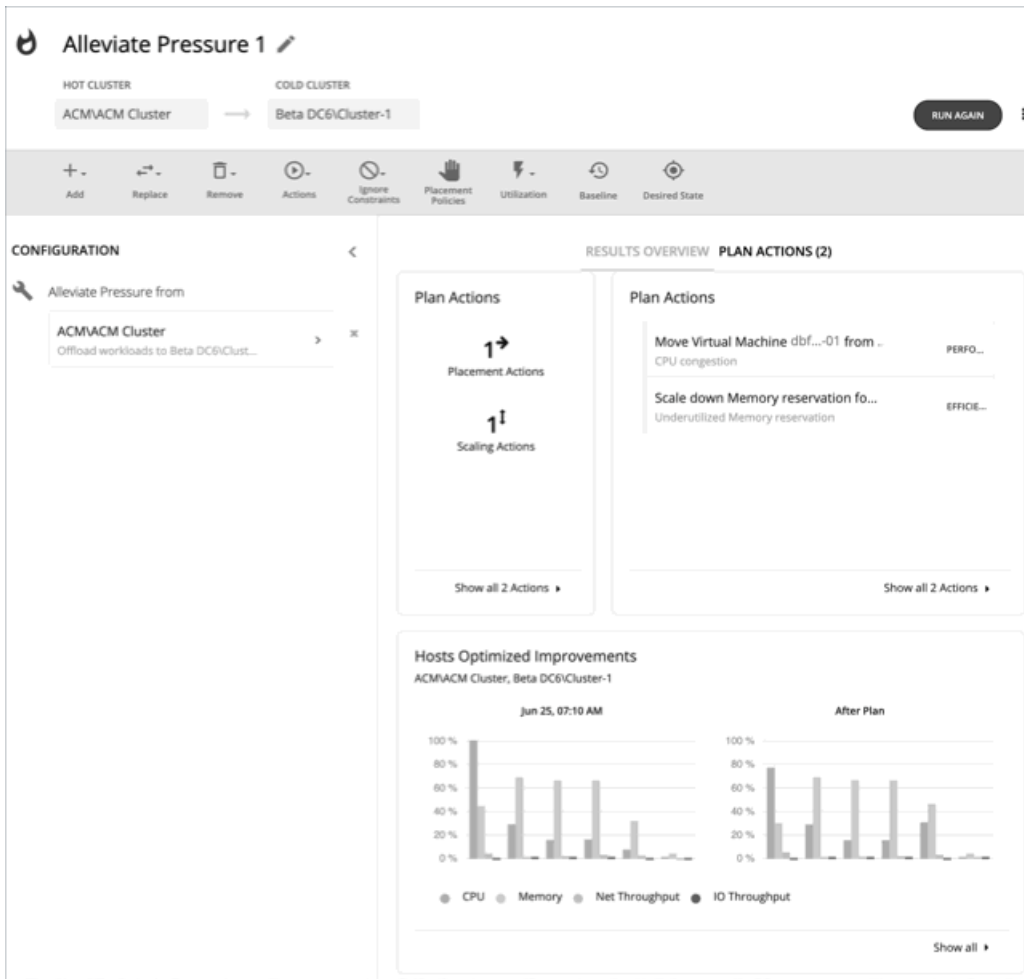 Alleviate Pressure 1
HOT CLUSTER
COLD CLUSTER
ACM\ACM Cluster
Beta DC6\Cluster-1
RUN AGAIN
Add
Replace
Remove
Actions
Ignore
Constraints
Placement
Policies
Utilization
Baseline
Desired State
CONFIGURATION
Alleviate Pressure from
ACM\ACM Cluster
Offload workloads to Beta DC6\Clust...
RESULTS OVERVIEW
PLAN ACTIONS (2)
Plan Actions
1
Placement Actions
1
Scaling Actions
Show all 2 Actions
Plan Actions
Move Virtual Machine dbf...-01 from ..
PERFO...
CPU congestion
Scale down Memory reservation fo...
EFFICIE...
Underutilized Memory reservation
Show all 2 Actions
Hosts Optimized Improvements
ACM\ACM Cluster, Beta DC6\Cluster-1
Jun 25, 07:10 AM
100 %
80 %
60 %
40 %
20 %
0 %
After Plan
100 %
80 %
60 %
40 %
20 %
0 %
CPU
Memory
Net Throughput
IO Throughput
Show all